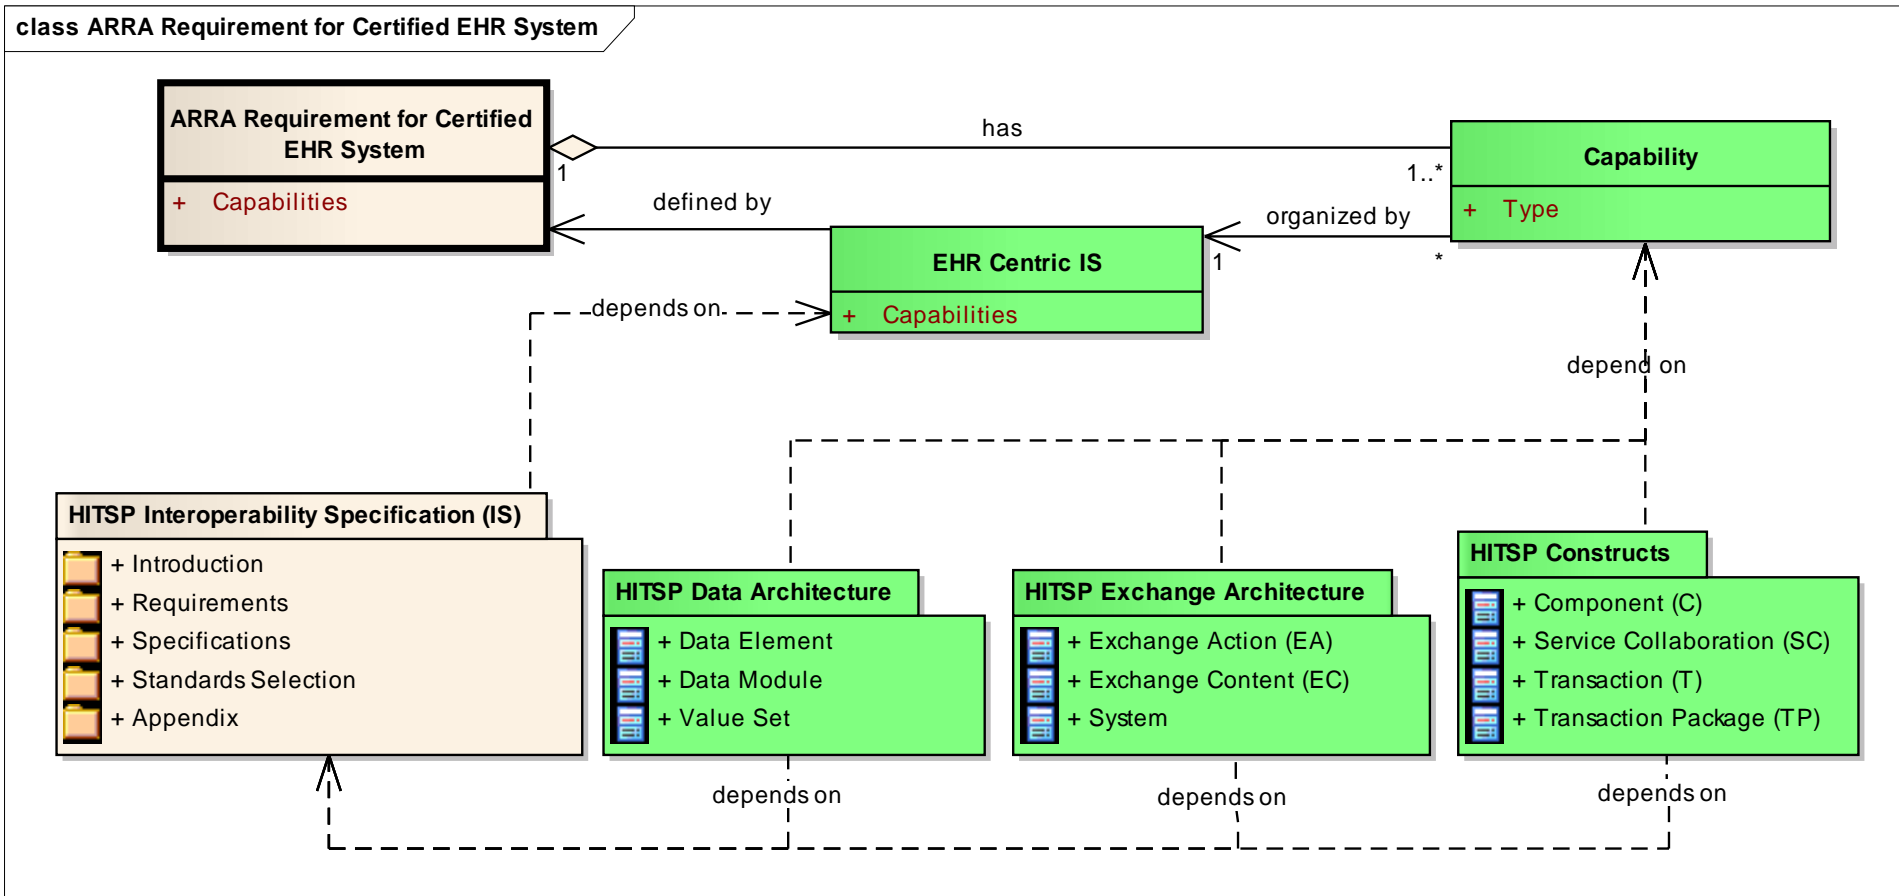 class ARRA Requirement for Certified EHR System
ARRA Requirement for Certified
EHR System
+ Capabilities
has
1
1..*
Capability
+ Type
defined by
organized by
1
*
EHR Centric IS
+ Capabilities
depends on
depend on
HITSP Interoperability Specification (IS)
+ Introduction
+ Requirements
+ Specifications
+ Standards Selection
+ Appendix
HITSP Data Architecture
+ Data Element
+ Data Module
+ Value Set
HITSP Exchange Architecture
+ Exchange Action (EA)
+ Exchange Content (EC)
+ System
HITSP Constructs
+ Component (C)
+ Service Collaboration (SC)
+ Transaction (T)
+ Transaction Package (TP)
depends on
depends on
depends on